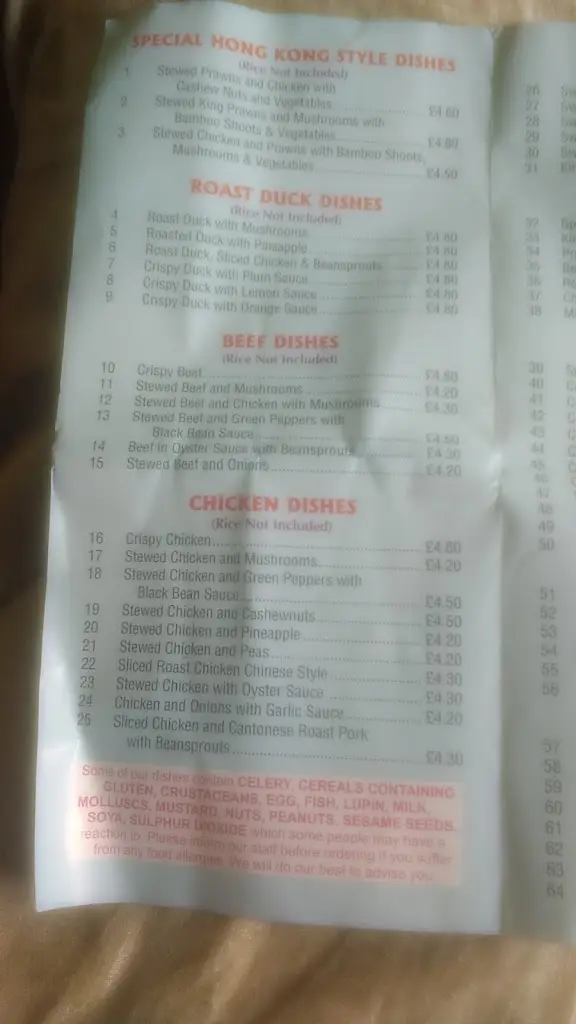 SPECIAL HONG KONG STYLE DISHES
(Rice Not Included)
1 Stewed Prawns and Chicken with
Cashew Nuts and Vegetables £4.60
2 Stewed King Prawns and Mushrooms with
Bamboo Shoots & Vegetables £4.80
3 Stewed Chicken and Prawns with Bamboo Shoots,
Mushrooms & Vegetables £4.50
ROAST DUCK DISHES
(Rice Not Included)
4 Roast Duck with Mushrooms £4.80
5 Roasted Duck with Pineapple £4.80
6 Roast Duck, Sliced Chicken & Beansprouts £4.80
7 Crispy Duck with Plum Sauce £4.80
8 Crispy Duck with Lemon Sauce £4.80
9 Crispy Duck with Orange Sauce £4.80
BEEF DISHES
(Rice Not Included)
10 Crispy Beef £4.80
11 Stewed Beef and Mushrooms £4.20
12 Stewed Beef and Chicken with Mushrooms £4.30
13 Stewed Beef and Green Peppers with
Black Bean Sauce £4.50
14 Beef in Oyster Sauce with Beansprouts £4.30
15 Stewed Beef and Onions £4.20
CHICKEN DISHES
(Rice Not Included)
16 Crispy Chicken £4.80
17 Stewed Chicken and Mushrooms £4.20
18 Stewed Chicken and Green Peppers with
Black Bean Sauce £4.50
19 Stewed Chicken and Cashewnuts £4.50
20 Stewed Chicken and Pineapple £4.20
21 Stewed Chicken and Peas £4.20
22 Sliced Roast Chicken Chinese Style £4.30
23 Stewed Chicken with Oyster Sauce £4.30
24 Chicken and Onions with Garlic Sauce £4.20
25 Sliced Chicken and Cantonese Roast Pork
with Beansprouts £4.30
Some of our dishes contain CELERY, CEREALS CONTAINING
GLUTEN, CRUSTACEANS, EGG, FISH, LUPIN, MILK,
MOLLUSCS, MUSTARD, NUTS, PEANUTS, SESAME SEEDS,
SOYA, SULPHUR DIOXIDE which some people may have a
reaction to. Please inform our staff before ordering if you suffer
from any food allergies. We will do our best to advise you.
26
27
28
29
30
31
32
33
34
35
36
37
38
39
40
41
42
43
44
45
46
47
48
49
50
51
52
53
54
55
56
57
58
59
60
61
62
63
64